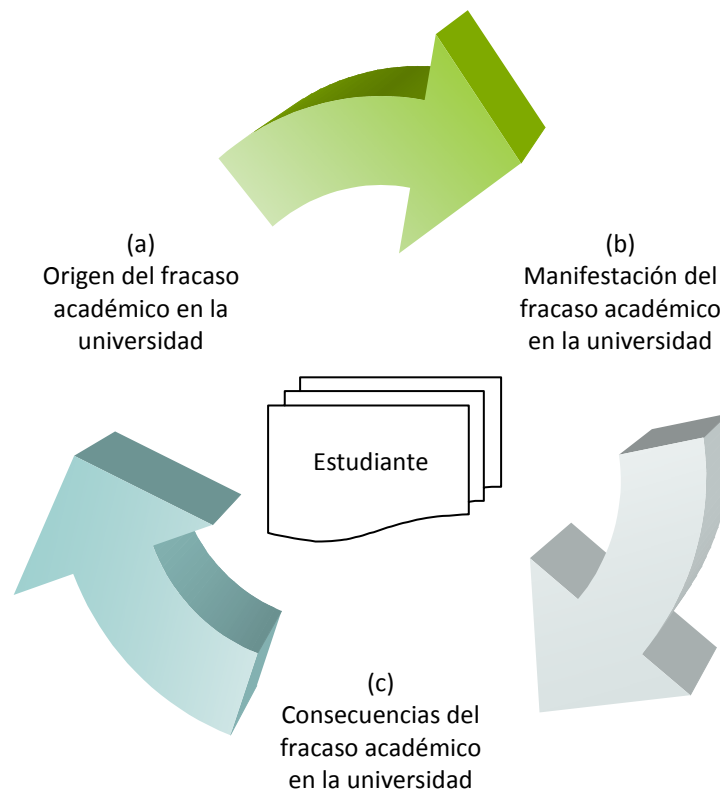 (a)
Origen del fracaso
académico en la
universidad
(b)
Manifestación del
fracaso académico
en la universidad
Estudiante
(c)
Consecuencias del
fracaso académico
en la universidad